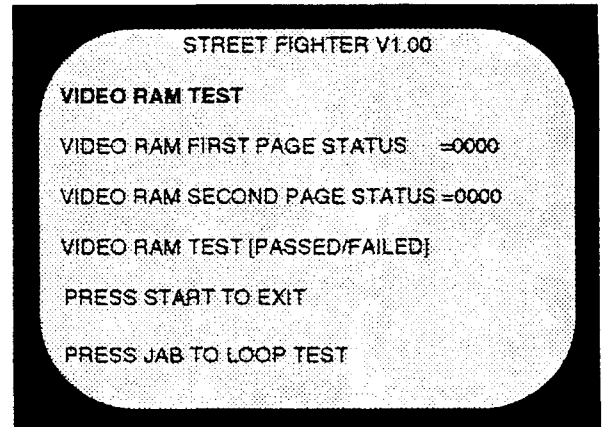 STREET FIGHTER V1.00
VIDEO RAM TEST
VIDEO RAM FIRST PAGE STATUS =0000
VIDEO RAM SECOND PAGE STATUS =0000
VIDEO RAM TEST [PASSED/FAILED]
PRESS START TO EXIT
PRESS JAB TO LOOP TEST